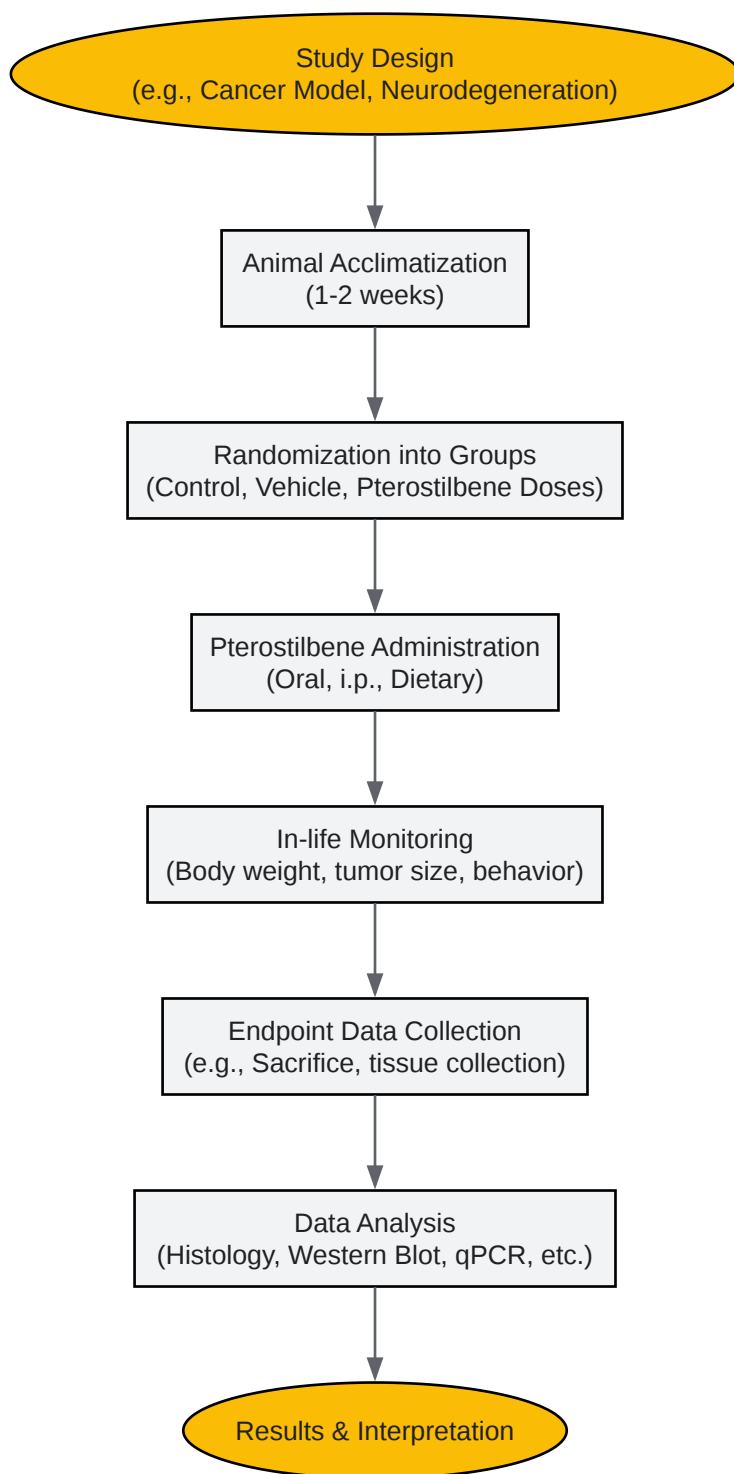 Study Design
(e.g., Cancer Model, Neurodegeneration)
Animal Acclimatization
(1-2 weeks)
Randomization into Groups
(Control, Vehicle, Pterostilbene Doses)
Pterostilbene Administration
(Oral, i.p., Dietary)
In-life Monitoring
(Body weight, tumor size, behavior)
Endpoint Data Collection
(e.g., Sacrifice, tissue collection)
Data Analysis
(Histology, Western Blot, qPCR, etc.)
Results & Interpretation